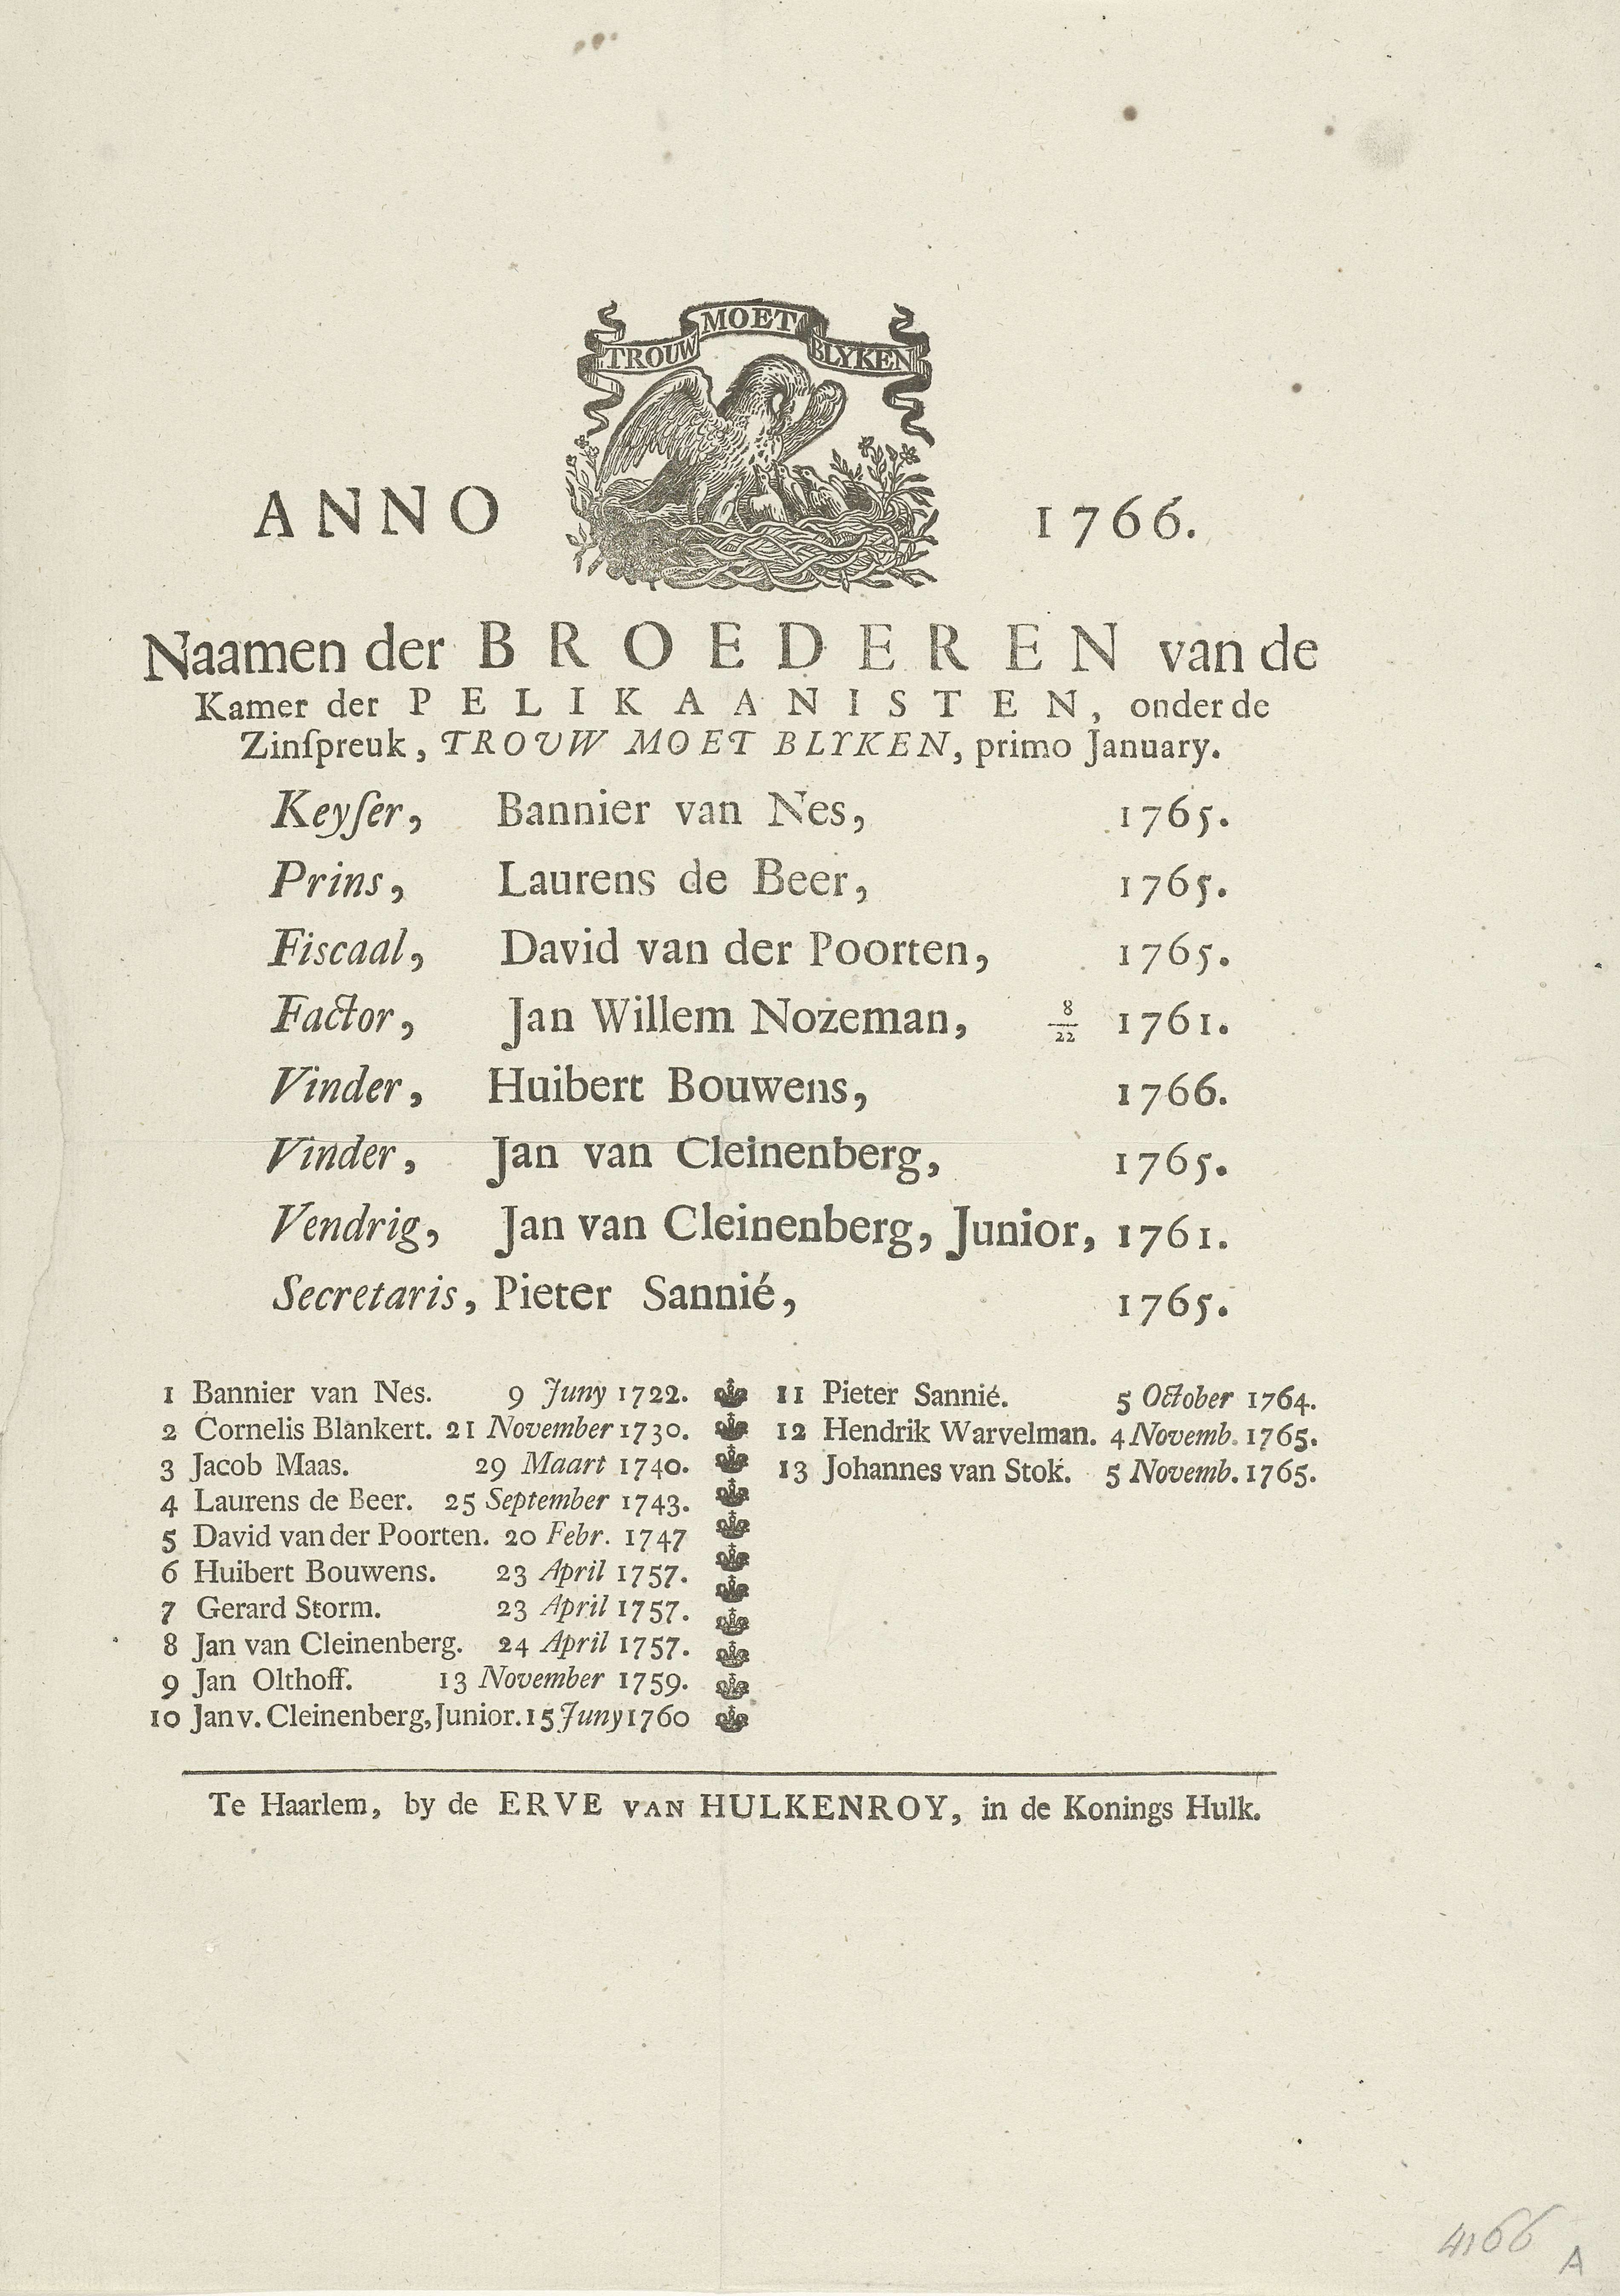 TROUW MOET BLYKEN
ANNO 1766.
Naamen der BROEDEREN van de
Kamer der PELIKAANISTEN, onder de
Zinſpreuk, TROUW MOET BLYKEN, primo January.
Keyſer, Bannier van Nes, 1765.
Prins, Laurens de Beer, 1765.
Fiscaal, David van der Poorten, 1765.
Factor, Jan Willem Nozeman, 8/22 1761.
Vinder, Huibert Bouwens, 1766.
Vinder, Jan van Cleinenberg, 1765.
Vendrig, Jan van Cleinenberg, Junior, 1761.
Secretaris, Pieter Sannié, 1765.
1 Bannier van Nes. 9 Juny 1722.
2 Cornelis Blankert. 21 November 1730.
3 Jacob Maas. 29 Maart 1740.
4 Laurens de Beer. 25 September 1743.
5 David van der Poorten. 20 Febr. 1747
6 Huibert Bouwens. 23 April 1757.
7 Gerard Storm. 23 April 1757.
8 Jan van Cleinenberg. 24 April 1757.
9 Jan Olthoff. 13 November 1759.
10 Jan v. Cleinenberg, Junior. 15 Juny 1760
11 Pieter Sannié. 5 October 1764.
12 Hendrik Warvelman. 4 Novemb. 1765.
13 Johannes van Stok. 5 Novemb. 1765.
Te Haarlem, by de ERVE VAN HULKENROY, in de Konings Hulk.
4166
A